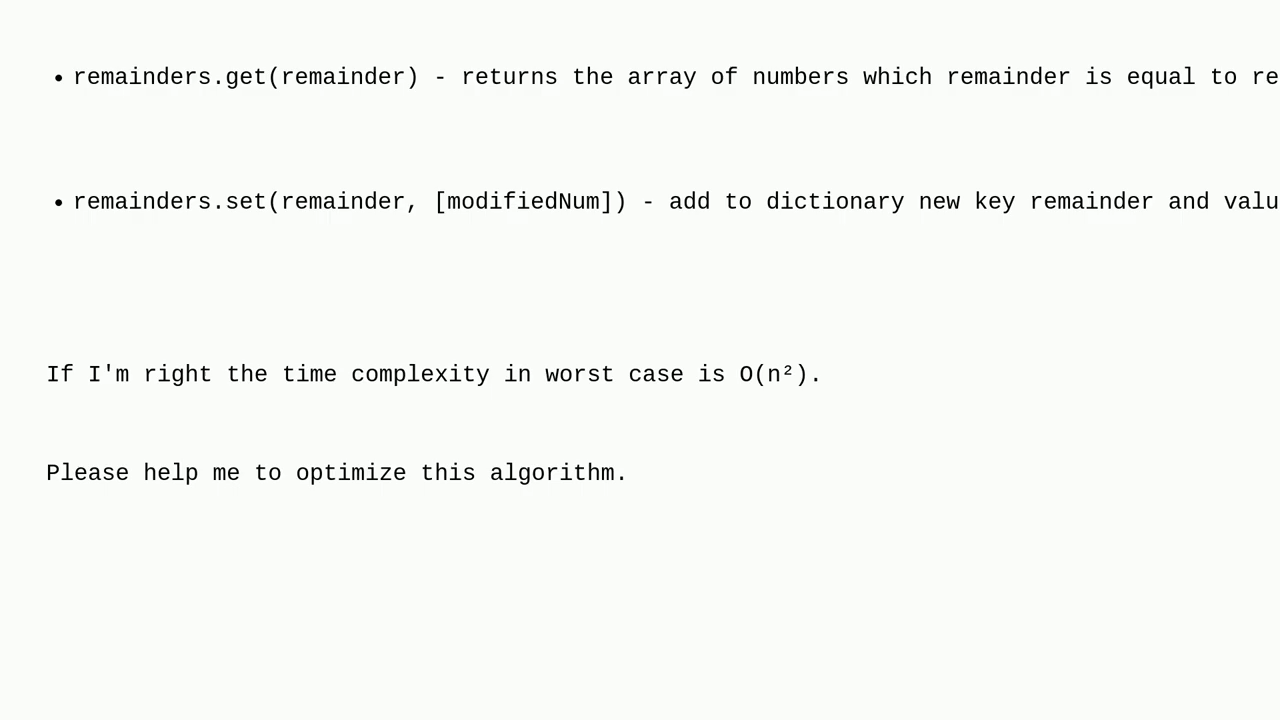 • remainders.get(remainder) - returns the array of numbers which remainder is equal to
• remainders.set(remainder, [modifiedNum]) - add to dictionary new key remainder and
If I'm right the time complexity in worst case is O(n²).
Please help me to optimize this algorithm.